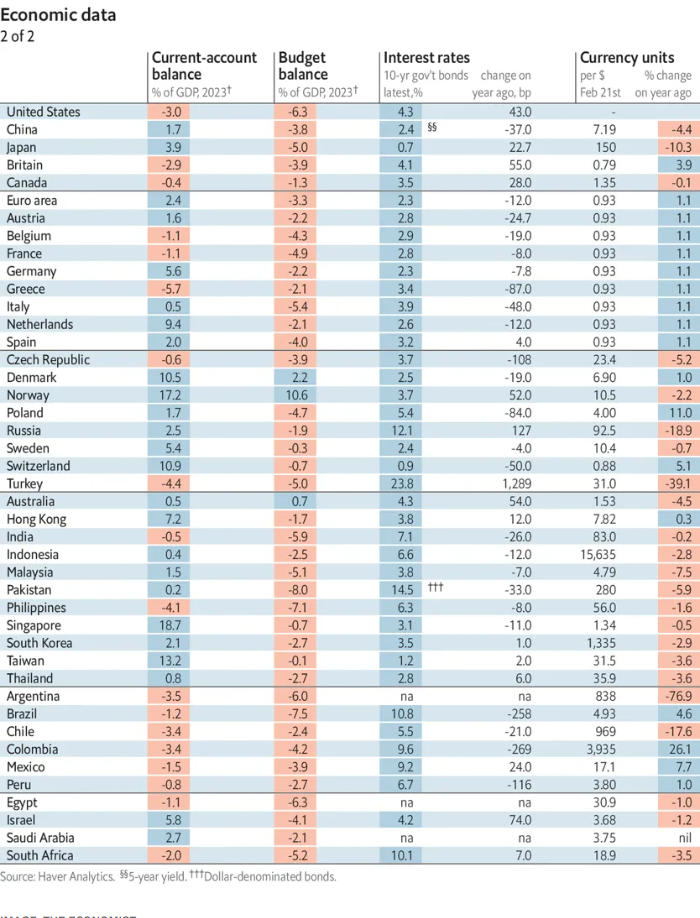 Economic data
2 of 2
Current-account Budget Interest rates Currency units
balance balance 10-yr gov't bonds change on per $ % change
% of GDP, 2023† % of GDP, 2023† latest,% year ago, bp Feb 21st on year ago
United States -3.0 -6.3 4.3 43.0 -
China 1.7 -3.8 2.4 §§ -37.0 7.19 -4.4
Japan 3.9 -5.0 0.7 22.7 150 -10.3
Britain -2.9 -3.9 4.1 55.0 0.79 3.9
Canada -0.4 -1.3 3.5 28.0 1.35 -0.1
Euro area 2.4 -3.3 2.3 -12.0 0.93 1.1
Austria 1.6 -2.2 2.8 -24.7 0.93 1.1
Belgium -1.1 -4.3 2.9 -19.0 0.93 1.1
France -1.1 -4.9 2.8 -8.0 0.93 1.1
Germany 5.6 -2.2 2.3 -7.8 0.93 1.1
Greece -5.7 -2.1 3.4 -87.0 0.93 1.1
Italy 0.5 -5.4 3.9 -48.0 0.93 1.1
Netherlands 9.4 -2.1 2.6 -12.0 0.93 1.1
Spain 2.0 -4.0 3.2 4.0 0.93 1.1
Czech Republic -0.6 -3.9 3.7 -108 23.4 -5.2
Denmark 10.5 2.2 2.5 -19.0 6.90 1.0
Norway 17.2 10.6 3.7 52.0 10.5 -2.2
Poland 1.7 -4.7 5.4 -84.0 4.00 11.0
Russia 2.5 -1.9 12.1 127 92.5 -18.9
Sweden 5.4 -0.3 2.4 -4.0 10.4 -0.7
Switzerland 10.9 -0.7 0.9 -50.0 0.88 5.1
Turkey -4.4 -5.0 23.8 1,289 31.0 -39.1
Australia 0.5 0.7 4.3 54.0 1.53 -4.5
Hong Kong 7.2 -1.7 3.8 12.0 7.82 0.3
India -0.5 -5.9 7.1 -26.0 83.0 -0.2
Indonesia 0.4 -2.5 6.6 -12.0 15,635 -2.8
Malaysia 1.5 -5.1 3.8 -7.0 4.79 -7.5
Pakistan 0.2 -8.0 14.5 ††† -33.0 280 -5.9
Philippines -4.1 -7.1 6.3 -8.0 56.0 -1.6
Singapore 18.7 -0.7 3.1 -11.0 1.34 -0.5
South Korea 2.1 -2.7 3.5 1.0 1,335 -2.9
Taiwan 13.2 -0.1 1.2 2.0 31.5 -3.6
Thailand 0.8 -2.7 2.8 6.0 35.9 -3.6
Argentina -3.5 -6.0 na na 838 -76.9
Brazil -1.2 -7.5 10.8 -258 4.93 4.6
Chile -3.4 -2.4 5.5 -21.0 969 -17.6
Colombia -3.4 -4.2 9.6 -269 3,935 26.1
Mexico -1.5 -3.9 9.2 24.0 17.1 7.7
Peru -0.8 -2.7 6.7 -116 3.80 1.0
Egypt -1.1 -6.3 na na 30.9 -1.0
Israel 5.8 -4.1 4.2 74.0 3.68 -1.2
Saudi Arabia 2.7 -2.1 na na 3.75 nil
South Africa -2.0 -5.2 10.1 7.0 18.9 -3.5
Source: Haver Analytics. §§5-year yield. †††Dollar-denominated bonds.
IMAGE: THE ECONOMIST